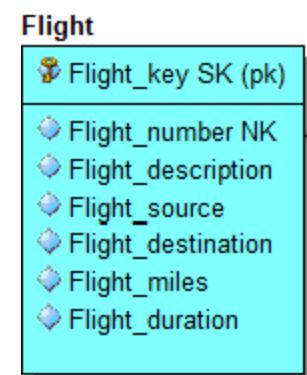 Flight
Flight_key SK (pk)
Flight_number NK
Flight_description
Flight_source
Flight_destination
Flight_miles
Flight_duration